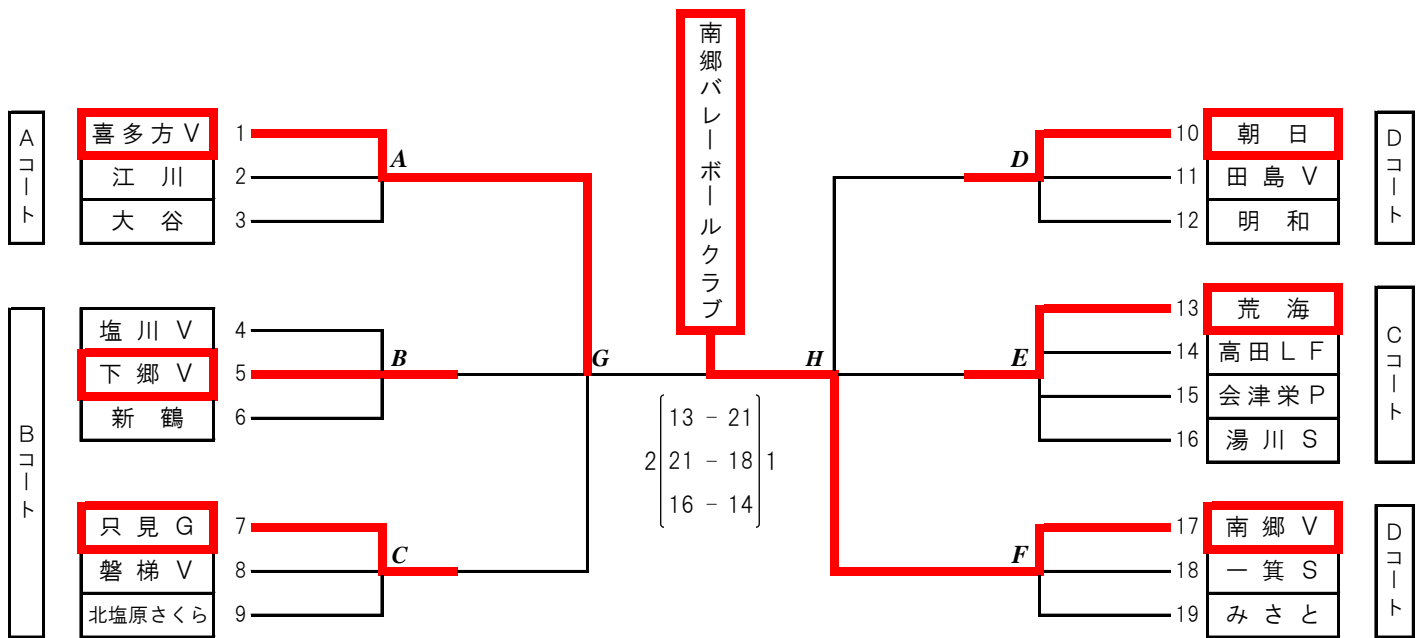 南郷バレーボールクラブ
Aコート
喜多方V 1
江川 2
大谷 3
A
Bコート
塩川V 4
下郷V 5
新鶴 6
B
只見G 7
磐梯V 8
北塩原さくら 9
C
G
H
13 - 21
2 21 - 18 1
16 - 14
D
10 朝日
11 田島V
12 明和
Dコート
E
13 荒海
14 高田LF
15 会津栄P
16 湯川S
Cコート
F
17 南郷V
18 一箕S
19 みさと
Dコート